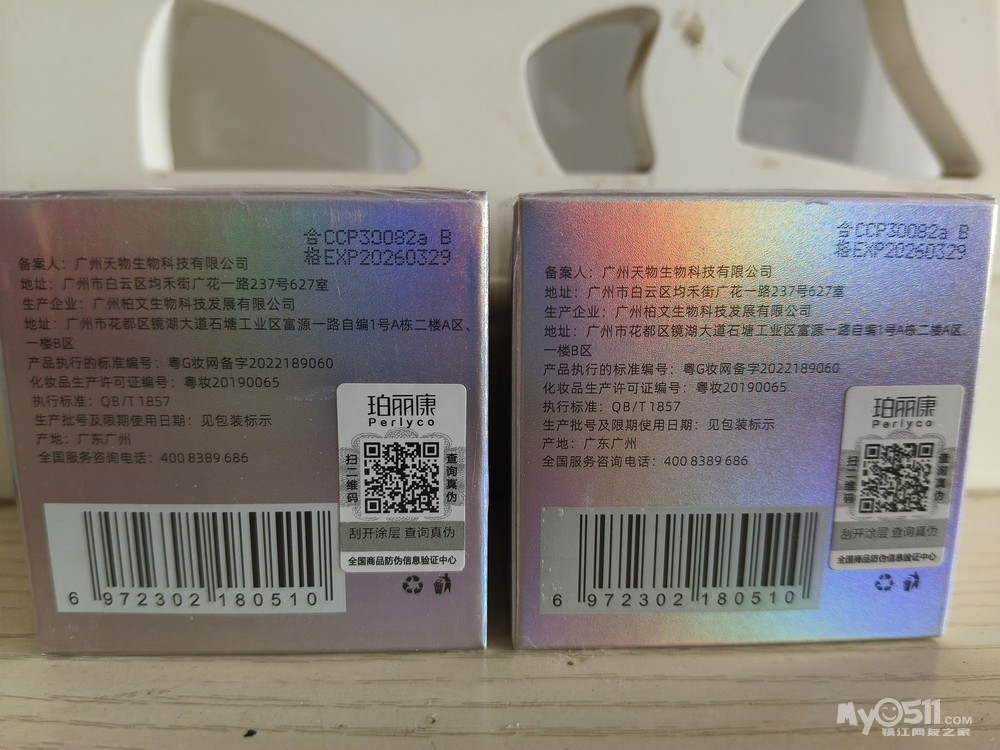 合CCP30082a B
格EXP20260329
备案人：广州天物生物科技有限公司
地址：广州市白云区均禾街广花一路237号627室
生产企业：广州柏文生物科技发展有限公司
地址：广州市花都区镜湖大道石塘工业区富源一路自编1号A栋二楼A区、
一楼B区
产品执行的标准编号：粤G妆网备字2022189060
化妆品生产许可证编号：粤妆20190065
执行标准：QB/T1857
生产批号及限期使用日期：见包装标示
产地：广东广州
全国服务咨询电话：400 8389 686
珀丽康
Perlyco
扫二维码
查询真伪
刮开涂层 查询真伪
全国商品防伪信息验证中心
6 972302 180510
合CCP30082a B
格EXP20260329
备案人：广州天物生物科技有限公司
地址：广州市白云区均禾街广花一路237号627室
生产企业：广州柏文生物科技发展有限公司
地址：广州市花都区镜湖大道石塘工业区富源一路自编1号A栋二楼A区、
一楼B区
产品执行的标准编号：粤G妆网备字2022189060
化妆品生产许可证编号：粤妆20190065
执行标准：QB/T1857
生产批号及限期使用日期：见包装标示
产地：广东广州
全国服务咨询电话：400 8389 686
珀丽康
Perlyco
扫二维码
查询真伪
刮开涂层 查询真伪
全国商品防伪信息验证中心
6 972302 180510
My0511.COM
镇江网友之家